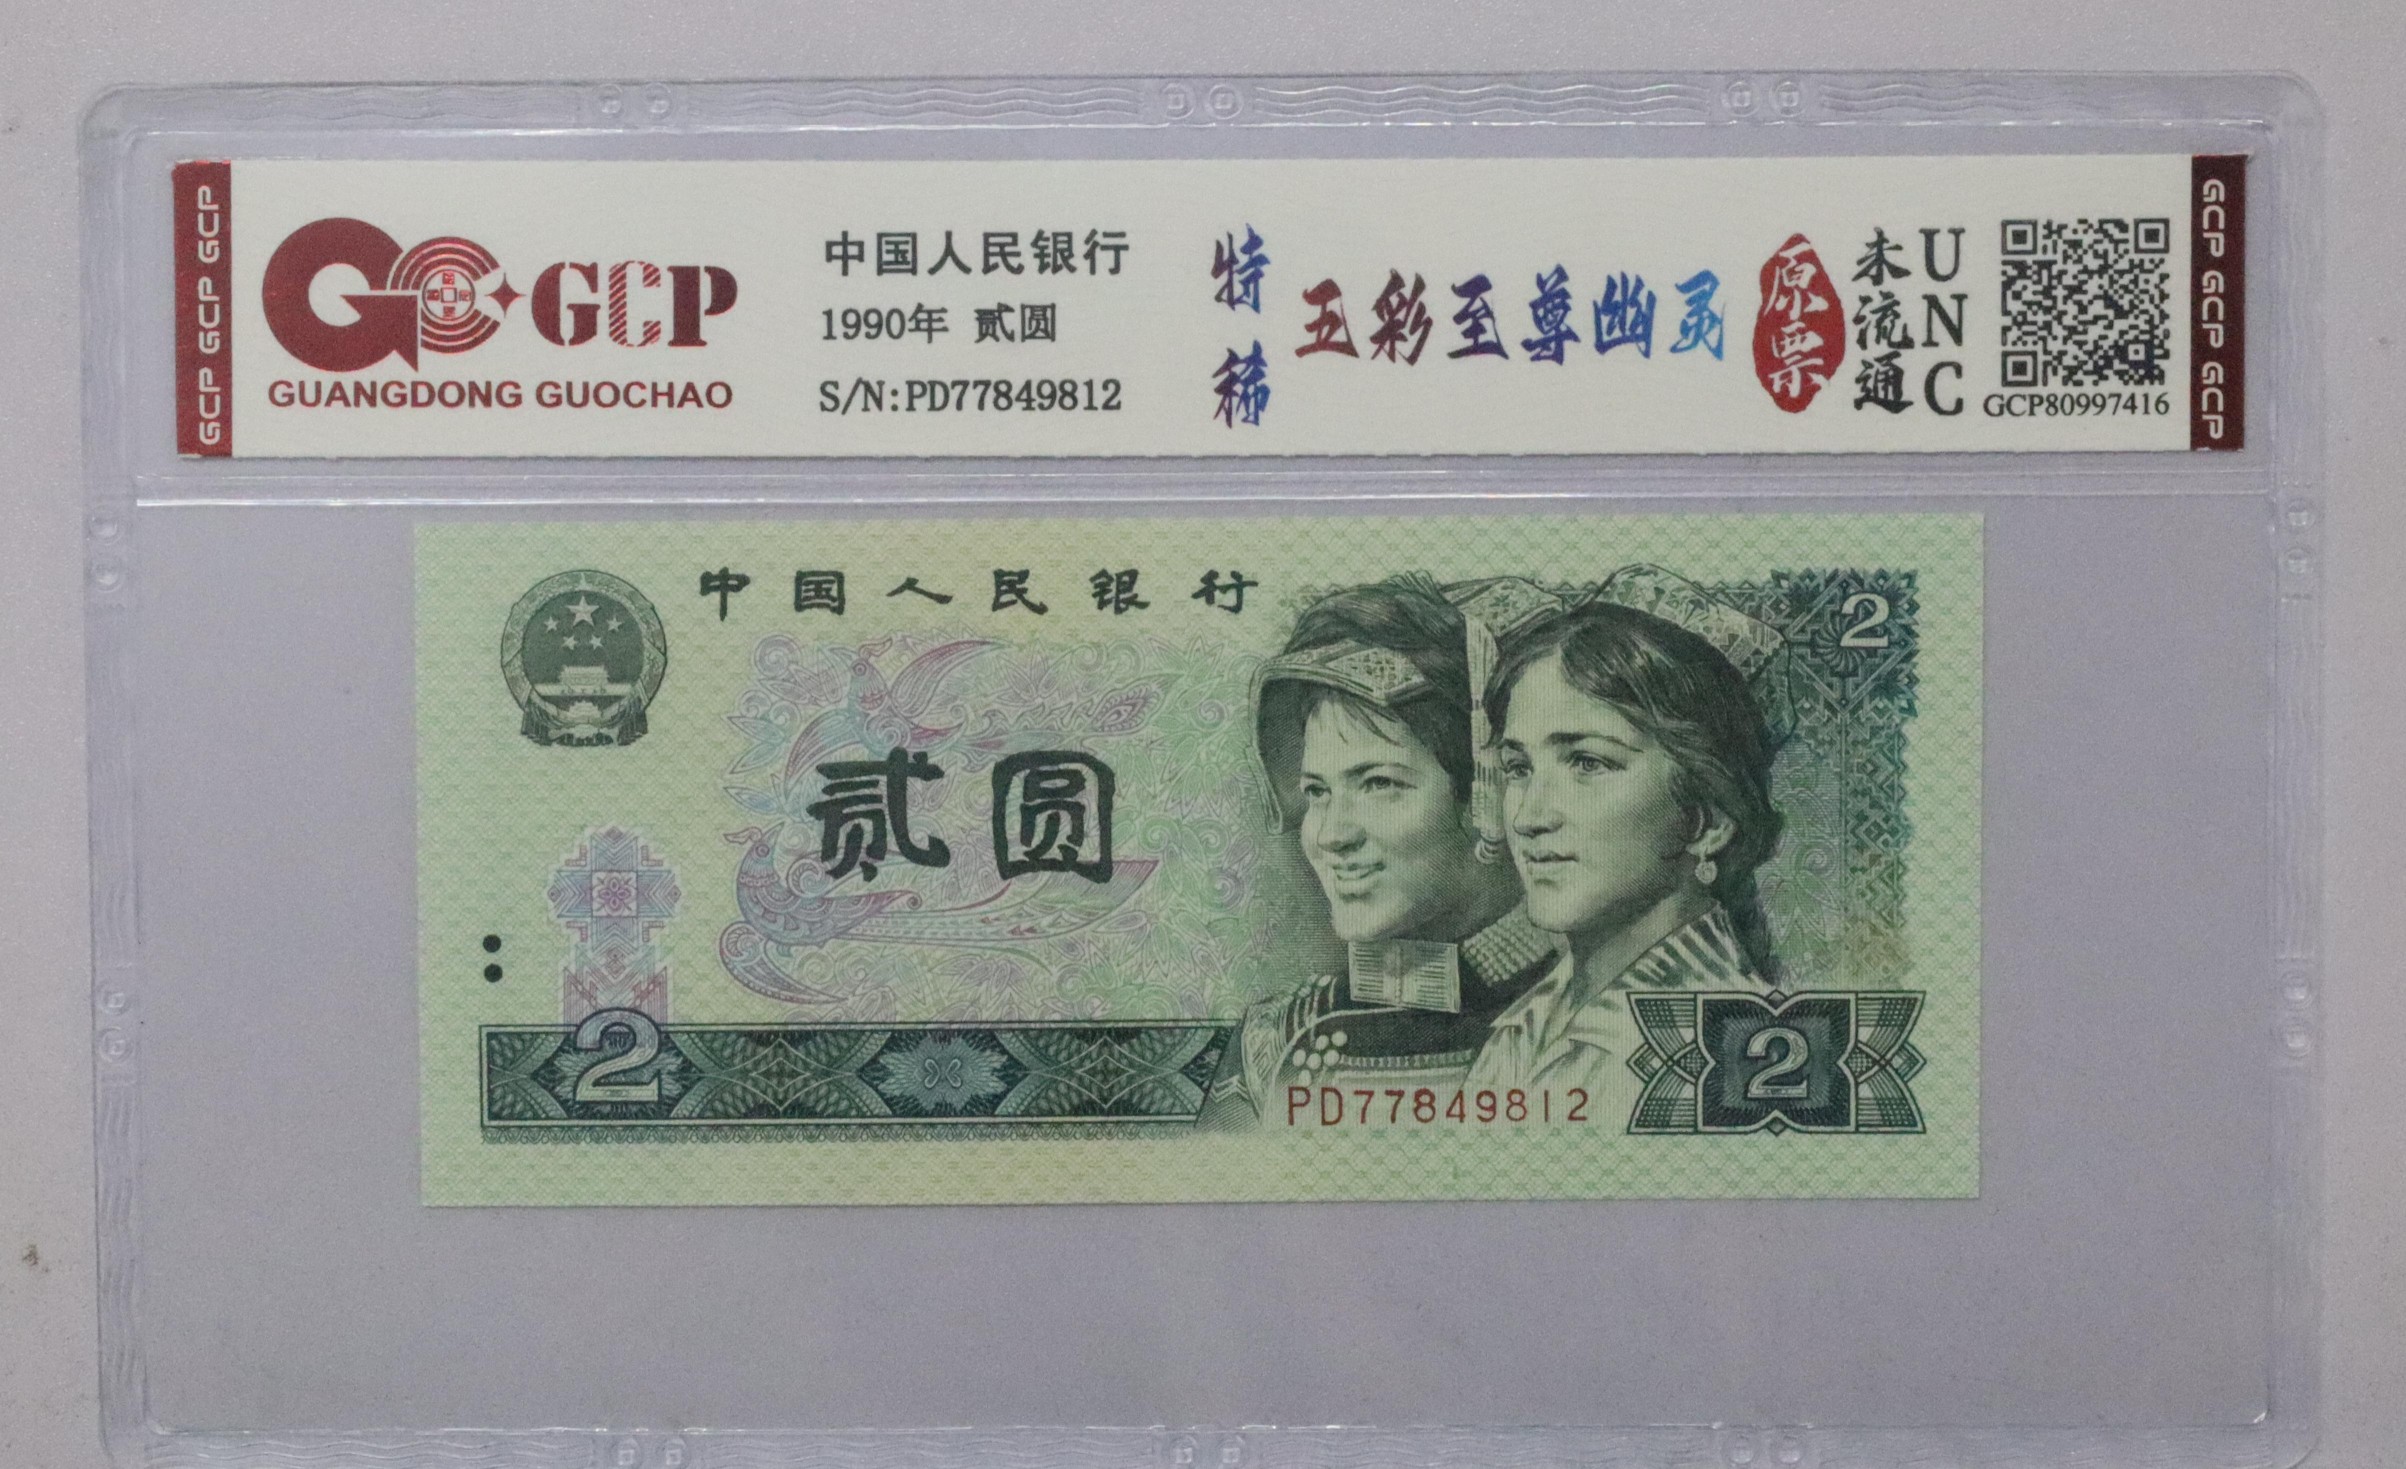 GCP GCP GCP
GCP
GUANGDONG GUOCHAO
中国人民银行
1990年 贰圆
S/N:PD77849812
特稀
五彩至尊幽灵
原票
未流通
UNC
GCP80997416
GCP GCP GCP
中国人民银行
2
贰圆
2
PD77849812
2